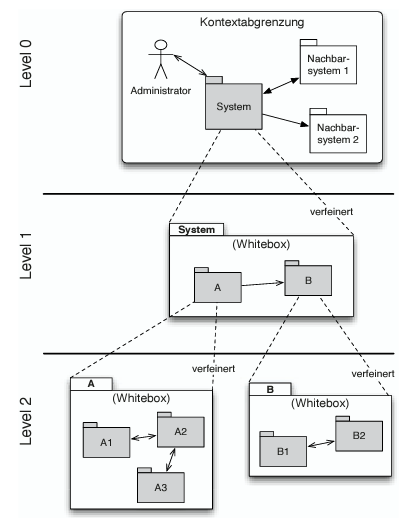 Level 0
Kontextabgrenzung
Administrator
System
Nachbar-
system 1
Nachbar-
system 2
verfeinert
Level 1
System
(Whitebox)
A
B
verfeinert
verfeinert
Level 2
A
(Whitebox)
A1
A2
A3
B
(Whitebox)
B1
B2